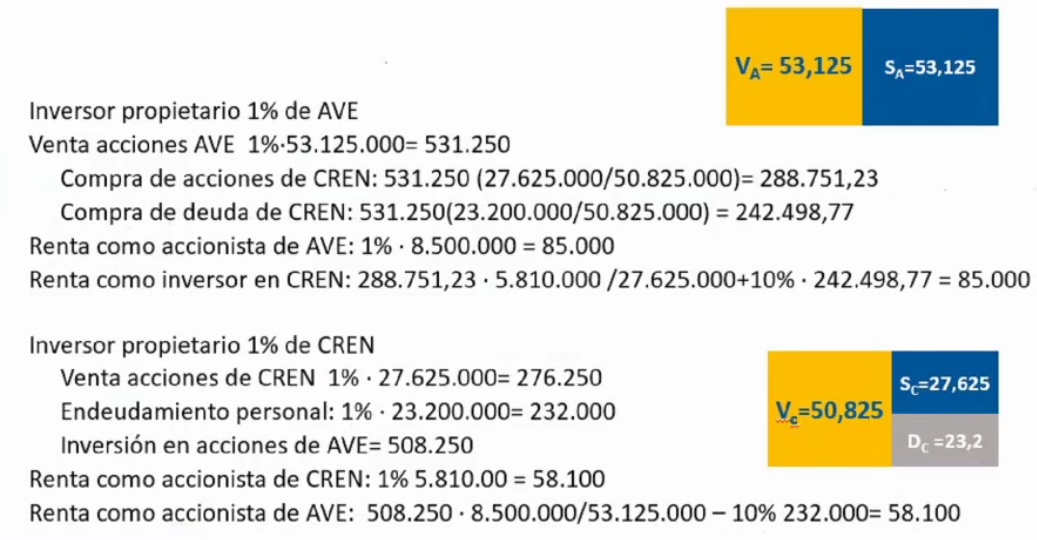 V_A= 53,125 S_A=53,125
Inversor propietario 1% de AVE
Venta acciones AVE 1%·53.125.000= 531.250
Compra de acciones de CREN: 531.250 (27.625.000/50.825.000)= 288.751,23
Compra de deuda de CREN: 531.250(23.200.000/50.825.000) = 242.498,77
Renta como accionista de AVE: 1% · 8.500.000 = 85.000
Renta como inversor en CREN: 288.751,23 · 5.810.000 /27.625.000+10% · 242.498,77 = 85.000
Inversor propietario 1% de CREN
Venta acciones de CREN 1% · 27.625.000= 276.250
Endeudamiento personal: 1% · 23.200.000= 232.000
Inversión en acciones de AVE= 508.250
Renta como accionista de CREN: 1% 5.810.00 = 58.100
Renta como accionista de AVE: 508.250 · 8.500.000/53.125.000 – 10% 232.000= 58.100
S_C=27,625
V_c=50,825
D_C =23,2